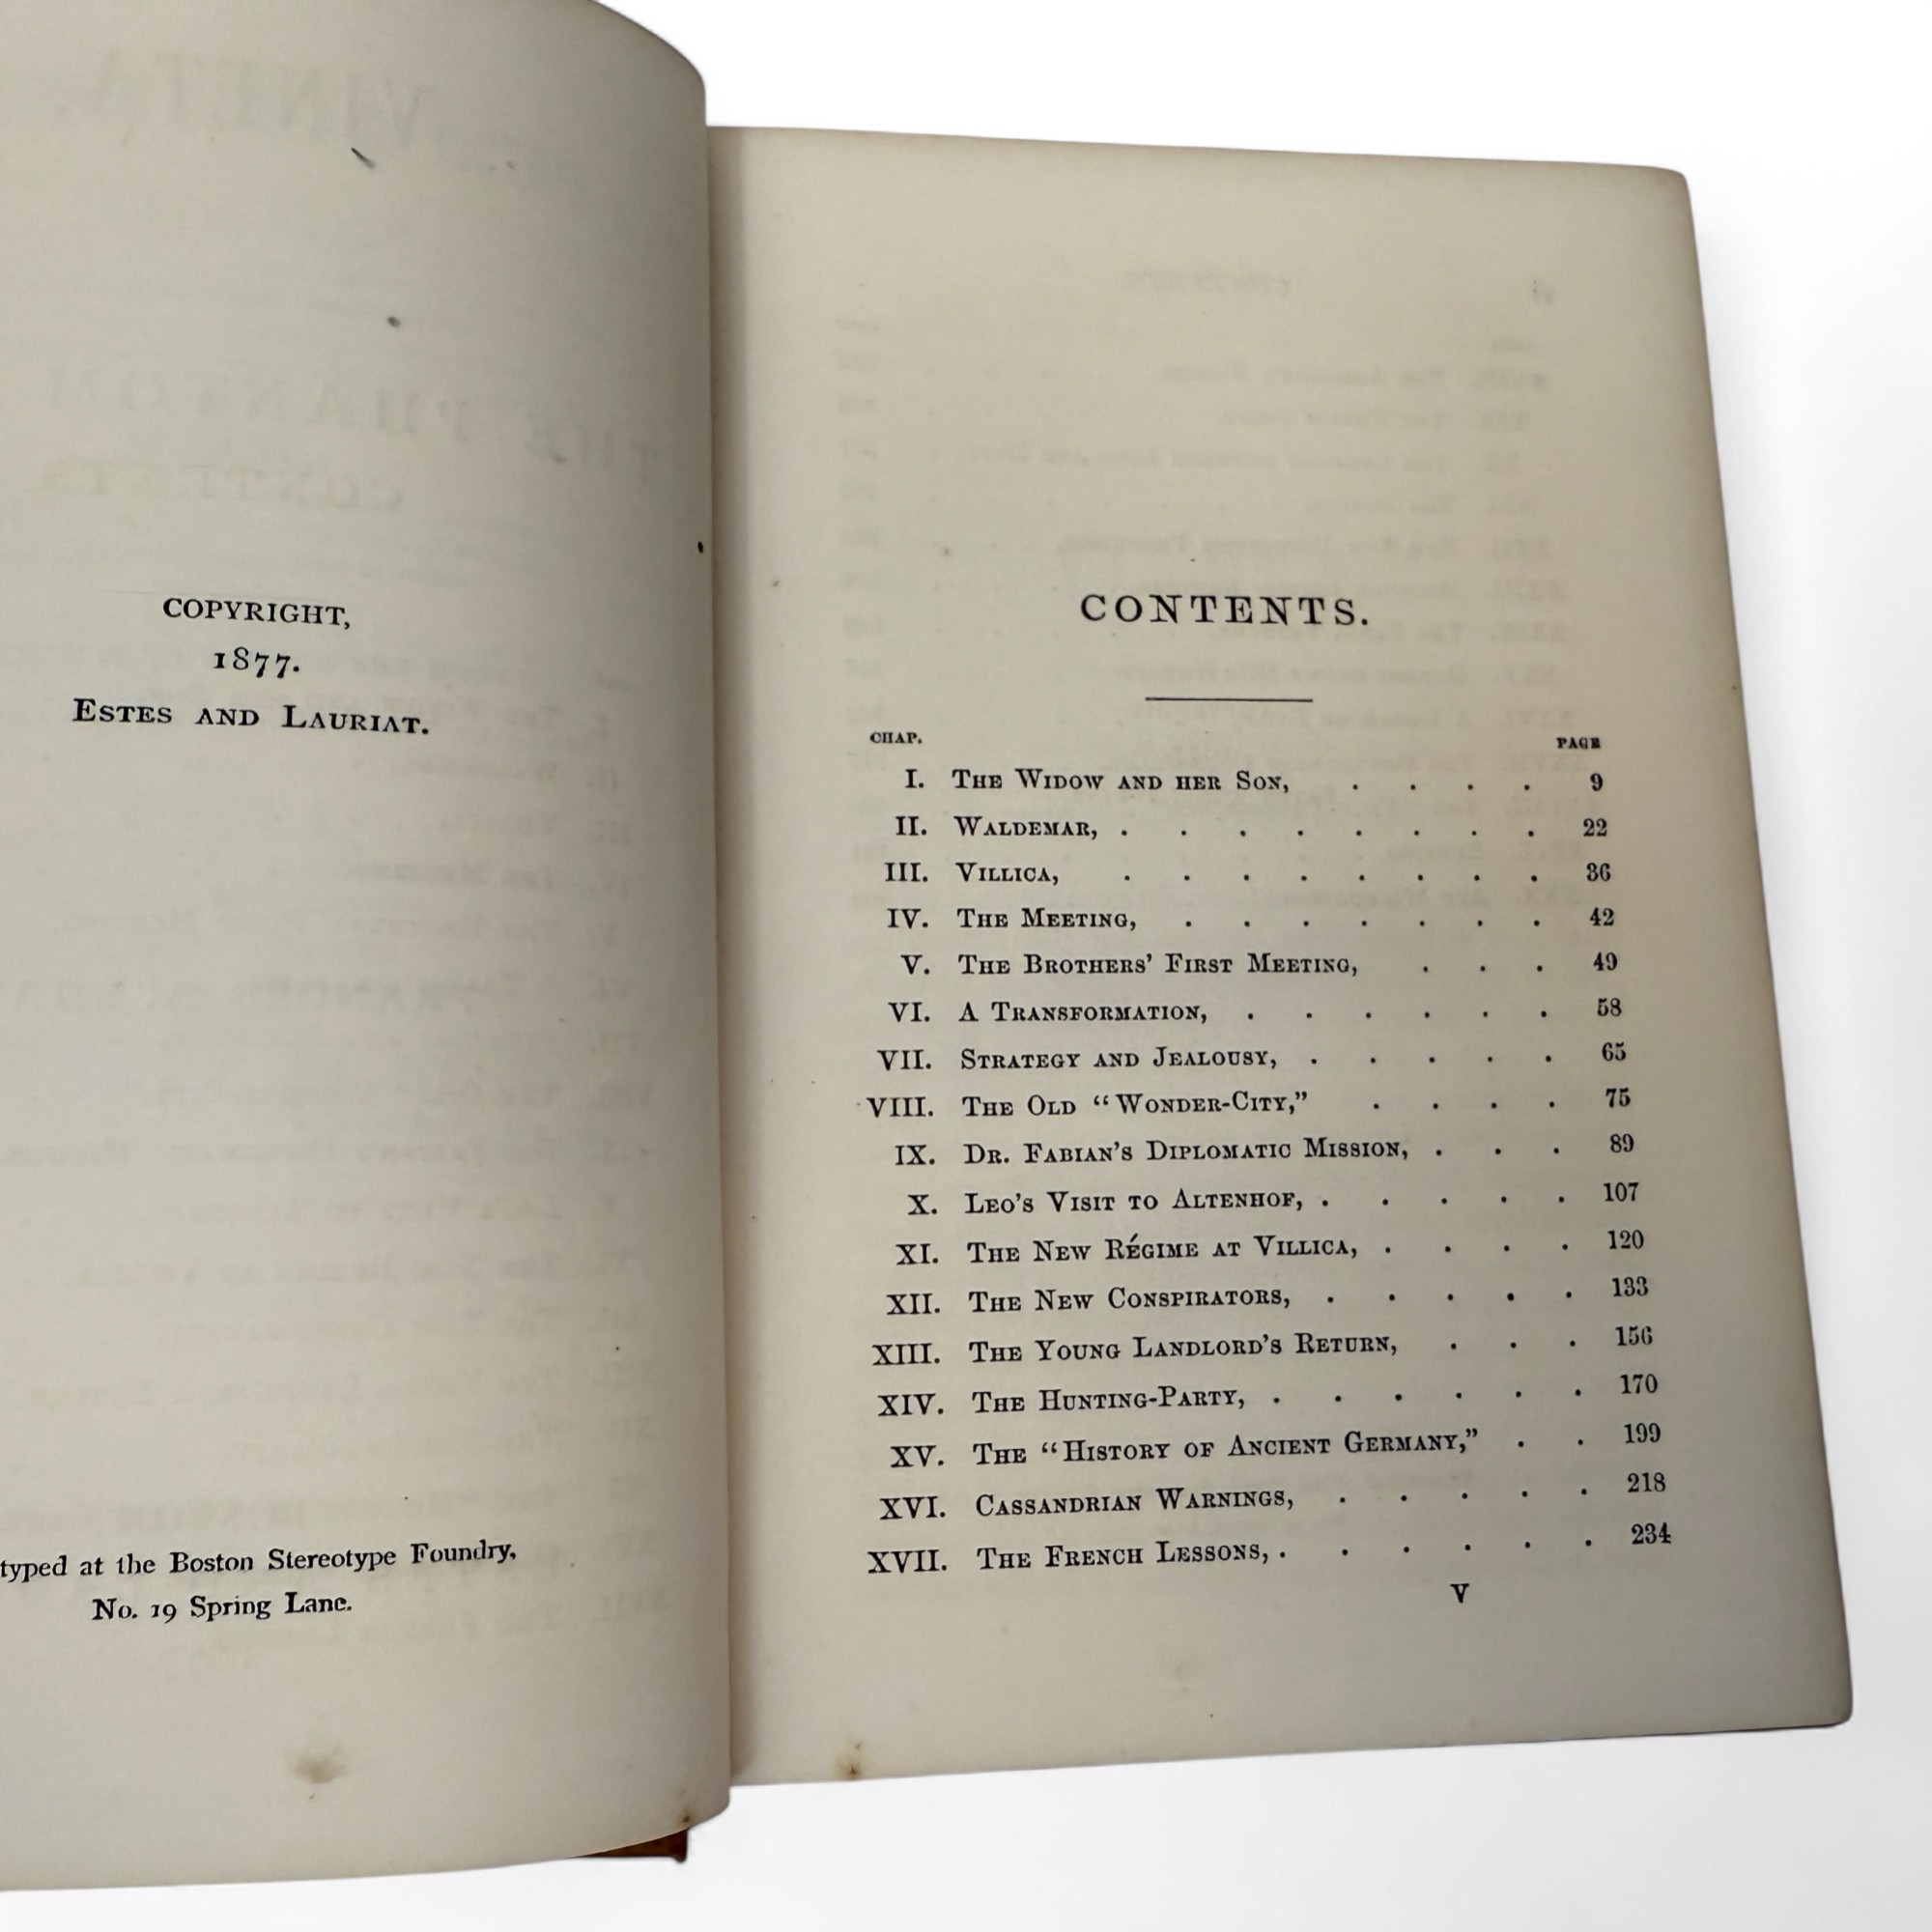 COPYRIGHT,
1877.
ESTES AND LAURIAT.
typed at the Boston Stereotype Foundry,
No. 19 Spring Lane.
CONTENTS.
CHAP. PAGE
I. THE WIDOW AND HER SON, . . . . 9
II. WALDEMAR, . . . . . . . . 22
III. VILLICA, . . . . . . . . 36
IV. THE MEETING, . . . . . . . 42
V. THE BROTHERS' FIRST MEETING, . . . 49
VI. A TRANSFORMATION, . . . . . . 58
VII. STRATEGY AND JEALOUSY, . . . . . 65
VIII. THE OLD "WONDER-CITY," . . . . 75
IX. DR. FABIAN'S DIPLOMATIC MISSION, . . . 89
X. LEO'S VISIT TO ALTENHOF, . . . . . 107
XI. THE NEW RÉGIME AT VILLICA, . . . . 120
XII. THE NEW CONSPIRATORS, . . . . . 133
XIII. THE YOUNG LANDLORD'S RETURN, . . . 156
XIV. THE HUNTING-PARTY, . . . . . . 170
XV. THE "HISTORY OF ANCIENT GERMANY," . . 199
XVI. CASSANDRIAN WARNINGS, . . . . . 218
XVII. THE FRENCH LESSONS, . . . . . . 234
V